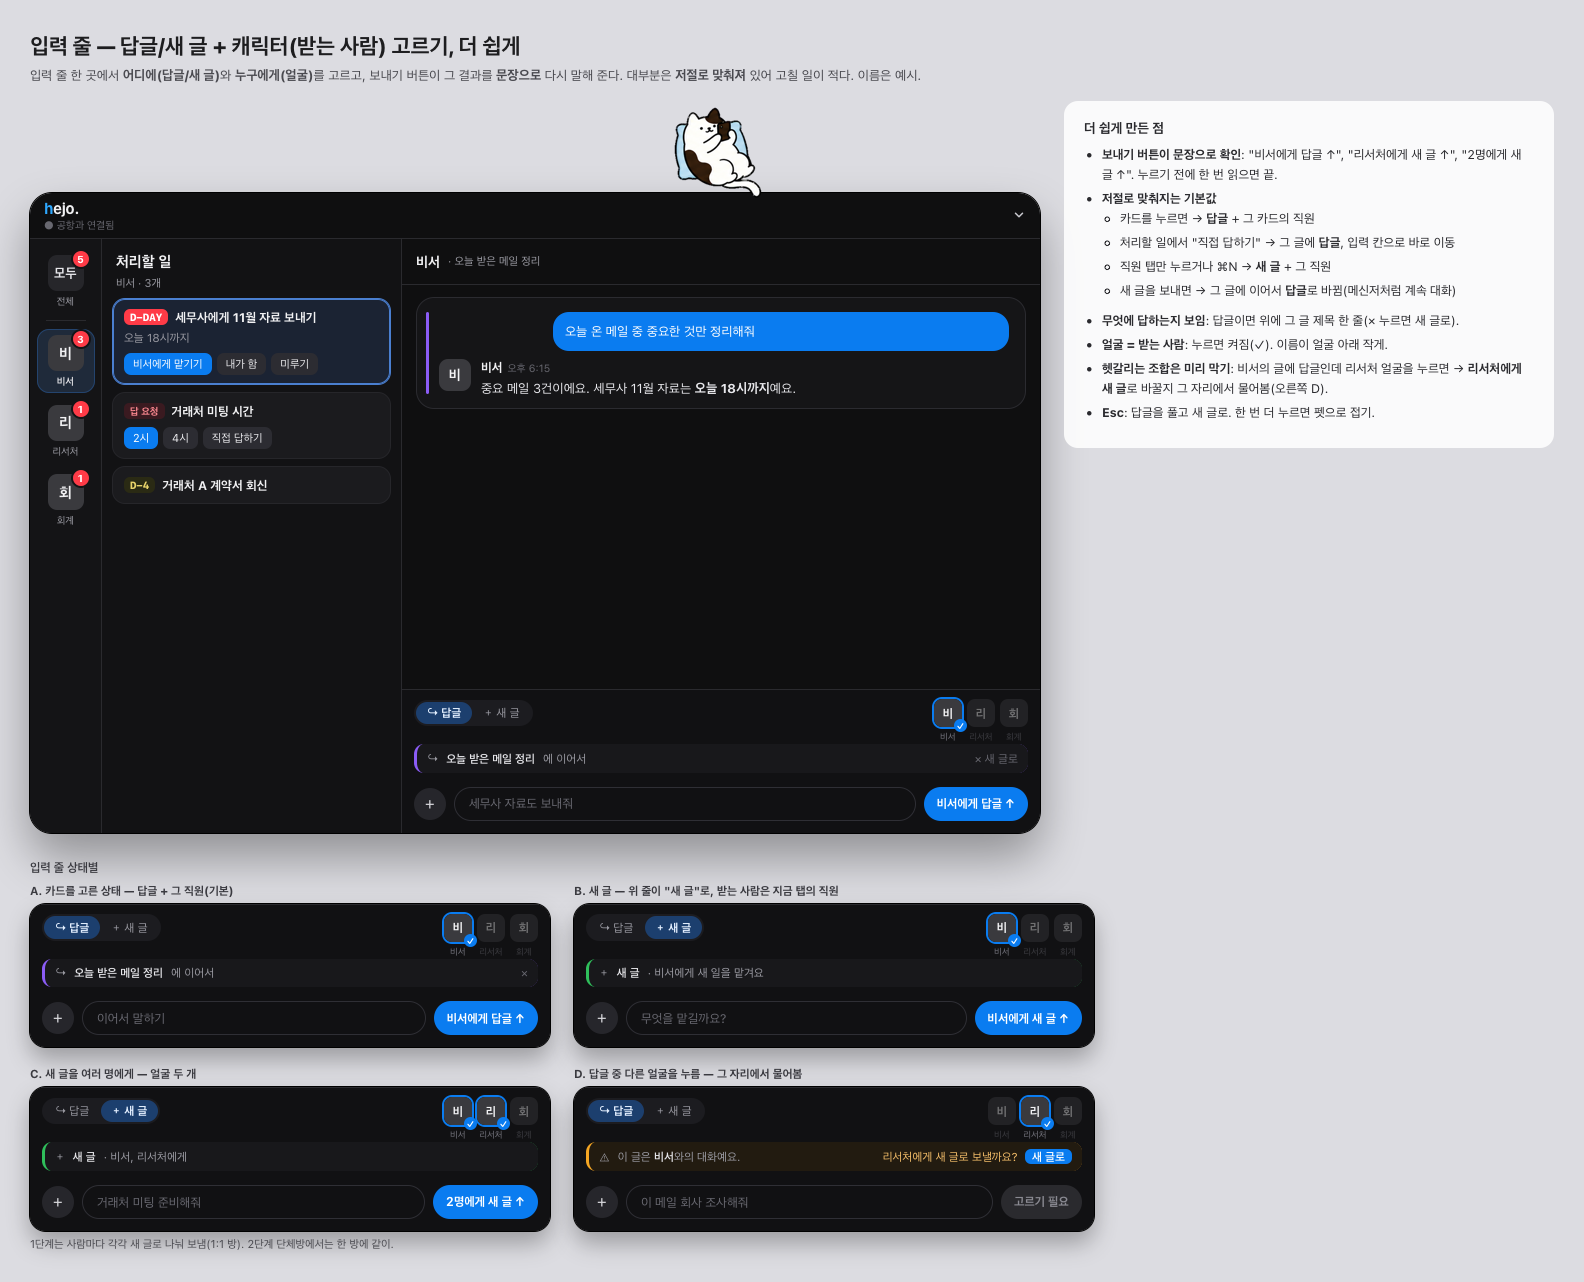 입력 줄 — 답글/새 글 + 캐릭터(받는 사람) 고르기, 더 쉽게
입력 줄 한 곳에서 어디에(답글/새 글)와 누구에게(얼굴)를 고르고, 보내기 버튼이 그 결과를 문장으로 다시 말해 준다. 대부분은 저절로 맞춰져 있어 고칠 일이 적다. 이름은 예시.
hejo.
공항과 연결됨
모두
5
전체
비
3
비서
리
1
리서처
회
1
회계
처리할 일
비서 · 3개
D-DAY 세무사에게 11월 자료 보내기
오늘 18시까지
비서에게 맡기기 내가 함 미루기
답 요청 거래처 미팅 시간
2시 4시 직접 답하기
D-4 거래처 A 계약서 회신
비서 · 오늘 받은 메일 정리
오늘 온 메일 중 중요한 것만 정리해줘
비
비서 오후 6:15
중요 메일 3건이에요. 세무사 11월 자료는 오늘 18시까지예요.
↪ 답글 + 새 글
비 리 회
비서 리서처 회계
↪ 오늘 받은 메일 정리 에 이어서 × 새 글로
+ 세무사 자료도 보내줘 비서에게 답글 ↑
더 쉽게 만든 점
• 보내기 버튼이 문장으로 확인: "비서에게 답글 ↑", "리서처에게 새 글 ↑", "2명에게 새
글 ↑". 누르기 전에 한 번 읽으면 끝.
• 저절로 맞춰지는 기본값
◦ 카드를 누르면 → 답글 + 그 카드의 직원
◦ 처리할 일에서 "직접 답하기" → 그 글에 답글, 입력 칸으로 바로 이동
◦ 직원 탭만 누르거나 ⌘N → 새 글 + 그 직원
◦ 새 글을 보내면 → 그 글에 이어서 답글로 바뀜(메신저처럼 계속 대화)
• 무엇에 답하는지 보임: 답글이면 위에 그 글 제목 한 줄(× 누르면 새 글로).
• 얼굴 = 받는 사람: 누르면 켜짐(✓). 이름이 얼굴 아래 작게.
• 헷갈리는 조합은 미리 막기: 비서의 글에 답글인데 리서처 얼굴을 누르면 → 리서처에게
새 글로 바꿀지 그 자리에서 물어봄(오른쪽 D).
• Esc: 답글을 풀고 새 글로. 한 번 더 누르면 펫으로 접기.
입력 줄 상태별
A. 카드를 고른 상태 — 답글 + 그 직원(기본)
↪ 답글 + 새 글
비 리 회
비서 리서처 회계
↪ 오늘 받은 메일 정리 에 이어서 ×
+ 이어서 말하기 비서에게 답글 ↑
B. 새 글 — 위 줄이 "새 글"로, 받는 사람은 지금 탭의 직원
↪ 답글 + 새 글
비 리 회
비서 리서처 회계
+ 새 글 · 비서에게 새 일을 맡겨요
+ 무엇을 맡길까요? 비서에게 새 글 ↑
C. 새 글을 여러 명에게 — 얼굴 두 개
↪ 답글 + 새 글
비 리 회
비서 리서처 회계
+ 새 글 · 비서, 리서처에게
+ 거래처 미팅 준비해줘 2명에게 새 글 ↑
D. 답글 중 다른 얼굴을 누름 — 그 자리에서 물어봄
↪ 답글 + 새 글
비 리 회
비서 리서처 회계
⚠ 이 글은 비서와의 대화예요. 리서처에게 새 글로 보낼까요? 새 글로
+ 이 메일 회사 조사해줘 고르기 필요
1단계는 사람마다 각각 새 글로 나눠 보냄(1:1 방). 2단계 단체방에서는 한 방에 같이.